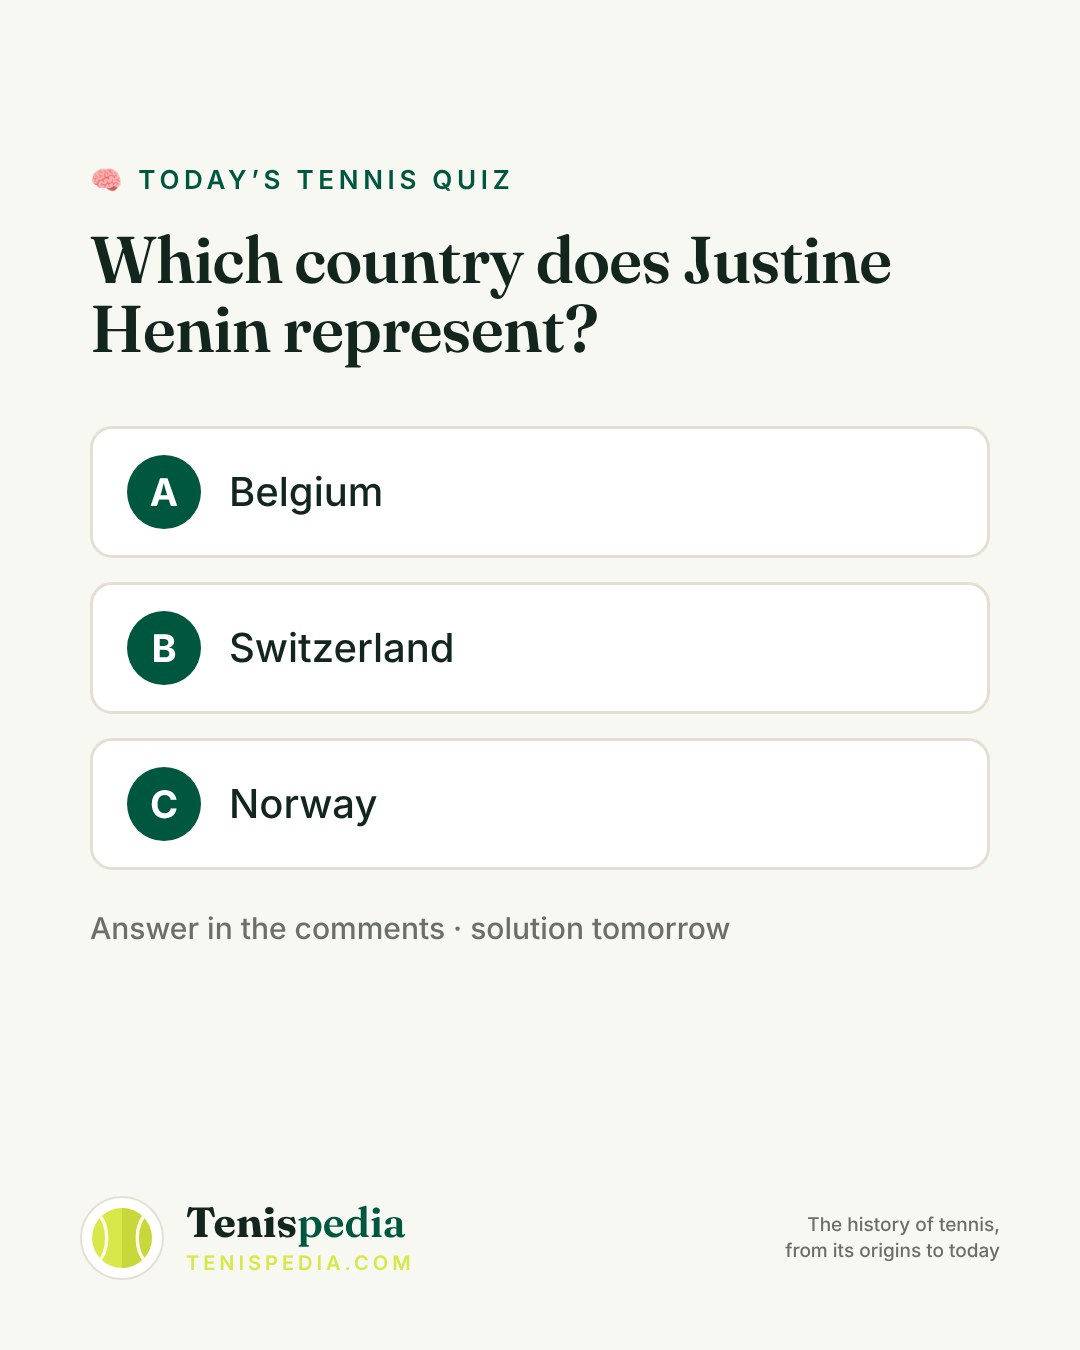 🧠 TODAY’S TENNIS QUIZ
Which country does Justine
Henin represent?
A Belgium
B Switzerland
C Norway
Answer in the comments · solution tomorrow
Tenispedia
TENISPEDIA.COM
The history of tennis,
from its origins to today